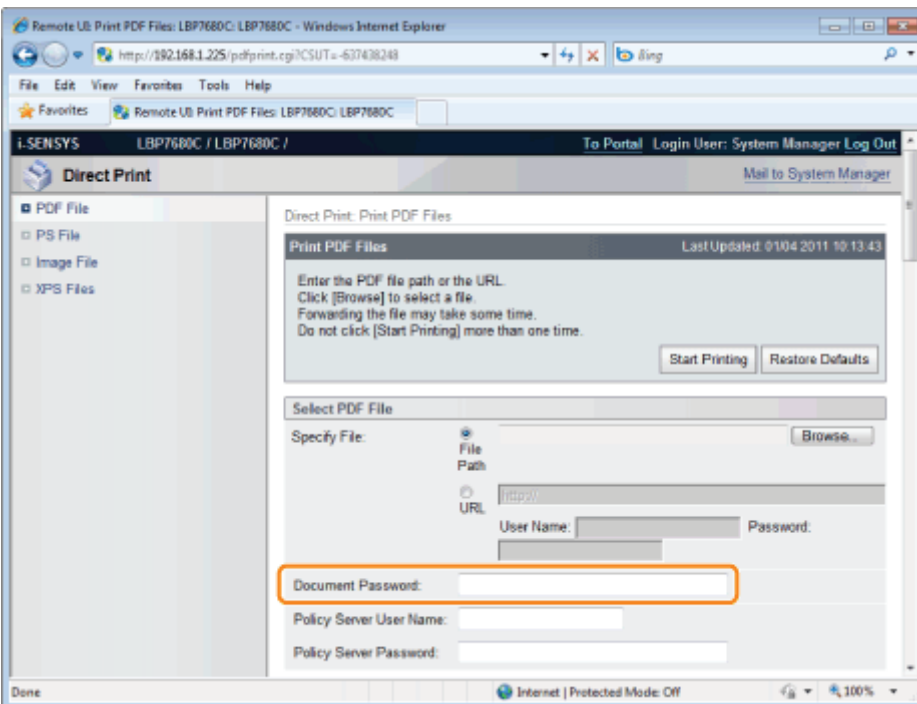 Remote UI: Print PDF Files: LBP7680C: LBP7680C - Windows Internet Explorer
http://192.168.1.225/pdfprint.cgi?CSUT=-637438248
Bing
File Edit View Favorites Tools Help
Favorites Remote UI: Print PDF Files: LBP7680C: LBP7680C
i-SENSYS LBP7680C / LBP7680C / To Portal Login User: System Manager Log Out
Direct Print Mail to System Manager
PDF File
PS File
Image File
XPS Files
Direct Print: Print PDF Files
Print PDF Files Last Updated: 01/04 2011 10:13:43
Enter the PDF file path or the URL.
Click [Browse] to select a file.
Forwarding the file may take some time.
Do not click [Start Printing] more than one time.
Start Printing Restore Defaults
Select PDF File
Specify File: File Path Browse...
URL http://
User Name: Password:
Document Password:
Policy Server User Name:
Policy Server Password:
Done Internet | Protected Mode: Off 100%